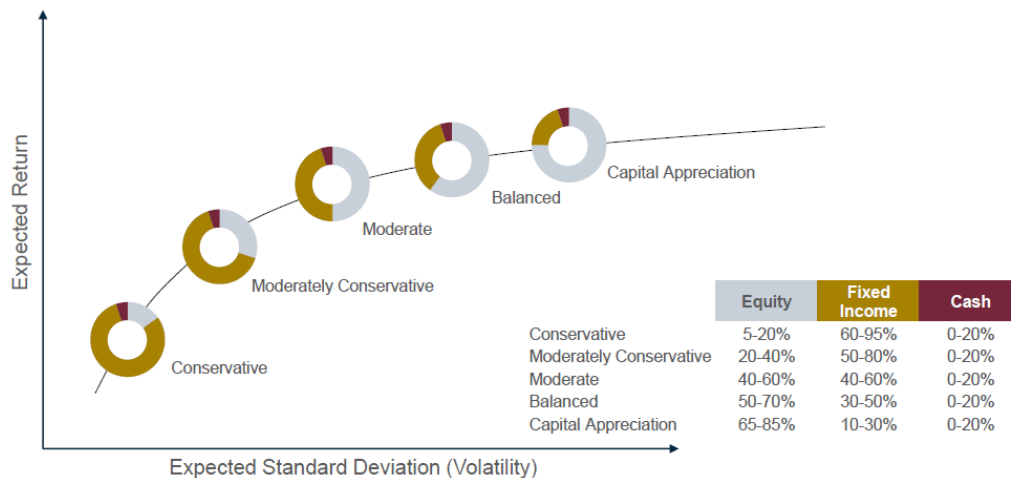 Expected Return
Capital Appreciation
Balanced
Moderate
Moderately Conservative
Conservative
Equity Fixed Income Cash
Conservative 5-20% 60-95% 0-20%
Moderately Conservative 20-40% 50-80% 0-20%
Moderate 40-60% 40-60% 0-20%
Balanced 50-70% 30-50% 0-20%
Capital Appreciation 65-85% 10-30% 0-20%
Expected Standard Deviation (Volatility)